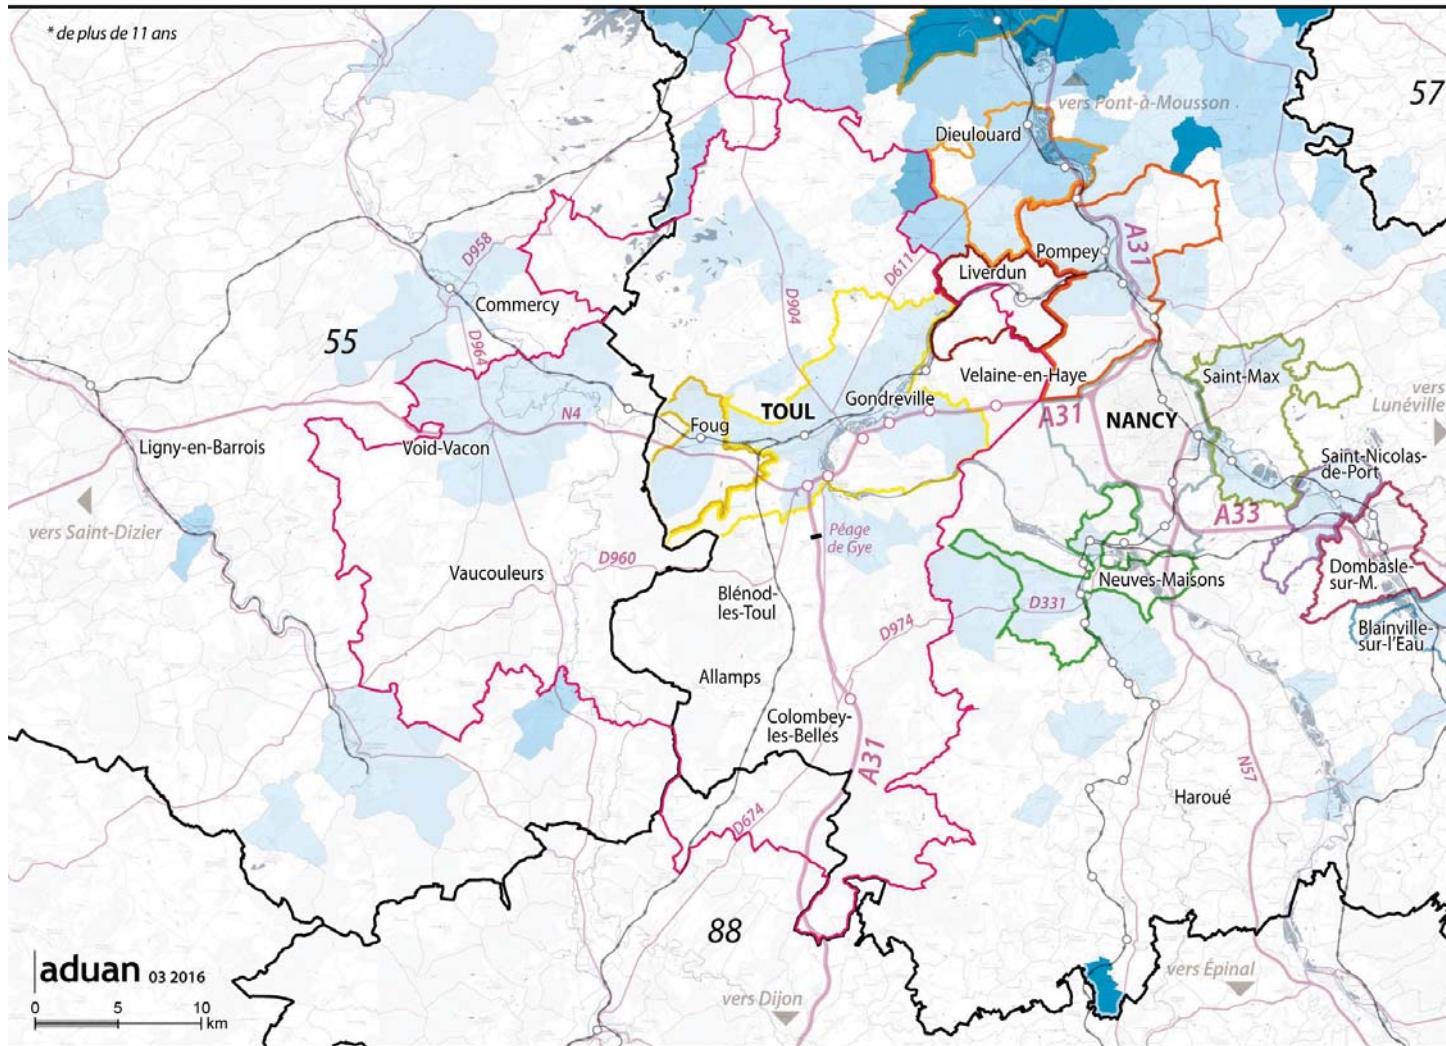 * de plus de 11 ans
57
vers Pont-à-Mousson
Dieulouard
A31
D958
D611
Pompey
Liverdun
Commercy
D904
55
D964
Velaine-en-Haye
Saint-Max
vers
Lunéville
Gondreville
TOUL
N4
A31
NANCY
Foug
Ligny-en-Barrois
Void-Vacon
Saint-Nicolas-
de-Port
A33
vers Saint-Dizier
Péage
de Gye
D960
Vaucouleurs
Neuves-Maisons
Dombasle-
sur-M.
Blénod-
les-Toul
D331
D974
Blainville-
sur-l'Eau
Allamps
Colombey-
les-Belles
A31
N57
Haroué
D674
88
aduan 03 2016
vers Épinal
vers Dijon
0 5 10
km